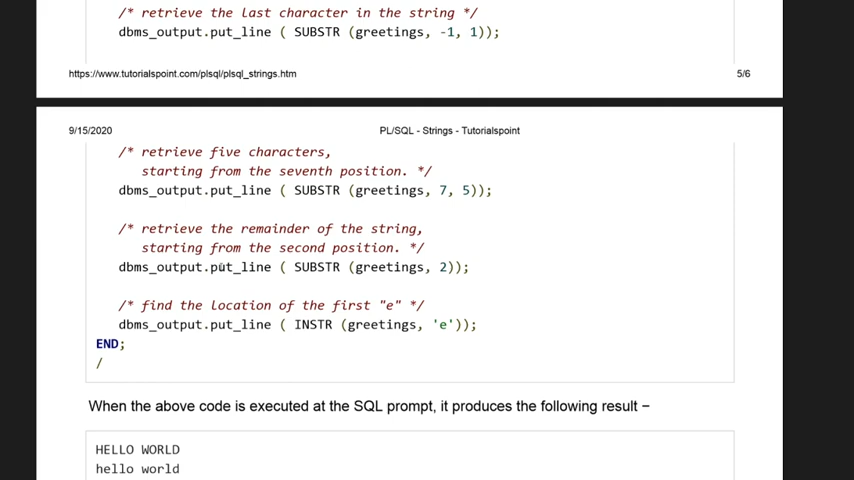 /* retrieve the last character in the string */
dbms_output.put_line ( SUBSTR (greetings, -1, 1));
https://www.tutorialspoint.com/plsql/plsql_strings.htm 5/6
9/15/2020 PL/SQL - Strings - Tutorialspoint
/* retrieve five characters,
starting from the seventh position. */
dbms_output.put_line ( SUBSTR (greetings, 7, 5));
/* retrieve the remainder of the string,
starting from the second position. */
dbms_output.put_line ( SUBSTR (greetings, 2));
/* find the location of the first "e" */
dbms_output.put_line ( INSTR (greetings, 'e'));
END;
/
When the above code is executed at the SQL prompt, it produces the following result −
HELLO WORLD
hello world